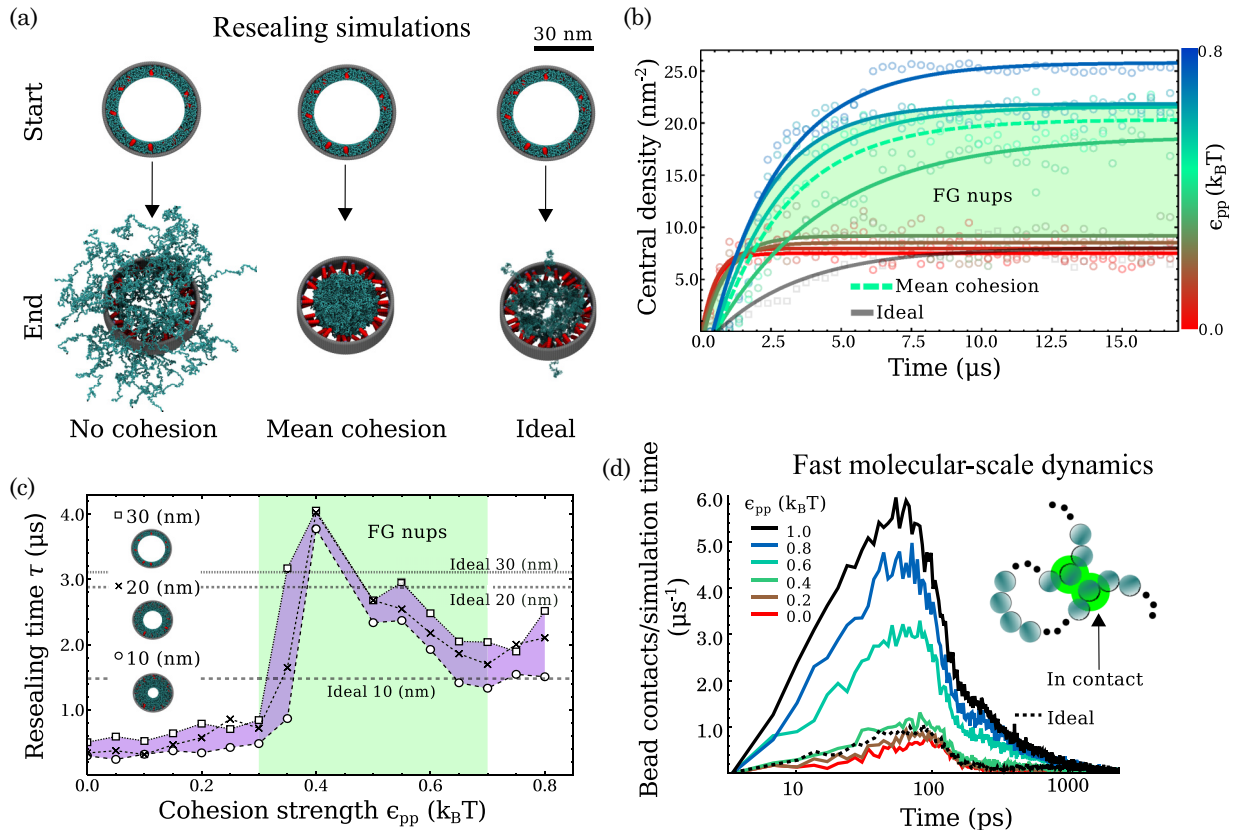 (a)
Resealing simulations
30 nm
Start
End
No cohesion
Mean cohesion
Ideal
(b)
Central density (nm-2)
25.0
20.0
15.0
10.0
5.0
0.0
2.5
5.0
7.5
10.0
12.5
15.0
Time (μs)
FG nups
Mean cohesion
Ideal
0.8
ϵpp (kBT)
0.0
(c)
Resealing time τ (μs)
4.0
3.0
2.0
1.0
30 (nm)
20 (nm)
10 (nm)
FG nups
Ideal 30 (nm)
Ideal 20 (nm)
Ideal 10 (nm)
0.0
0.2
0.4
0.6
0.8
Cohesion strength ϵpp (kBT)
(d)
Fast molecular-scale dynamics
Bead contacts/simulation time
(μs-1)
6.0
5.0
4.0
3.0
2.0
1.0
ϵpp (kBT)
1.0
0.8
0.6
0.4
0.2
0.0
In contact
Ideal
10
100
1000
Time (ps)